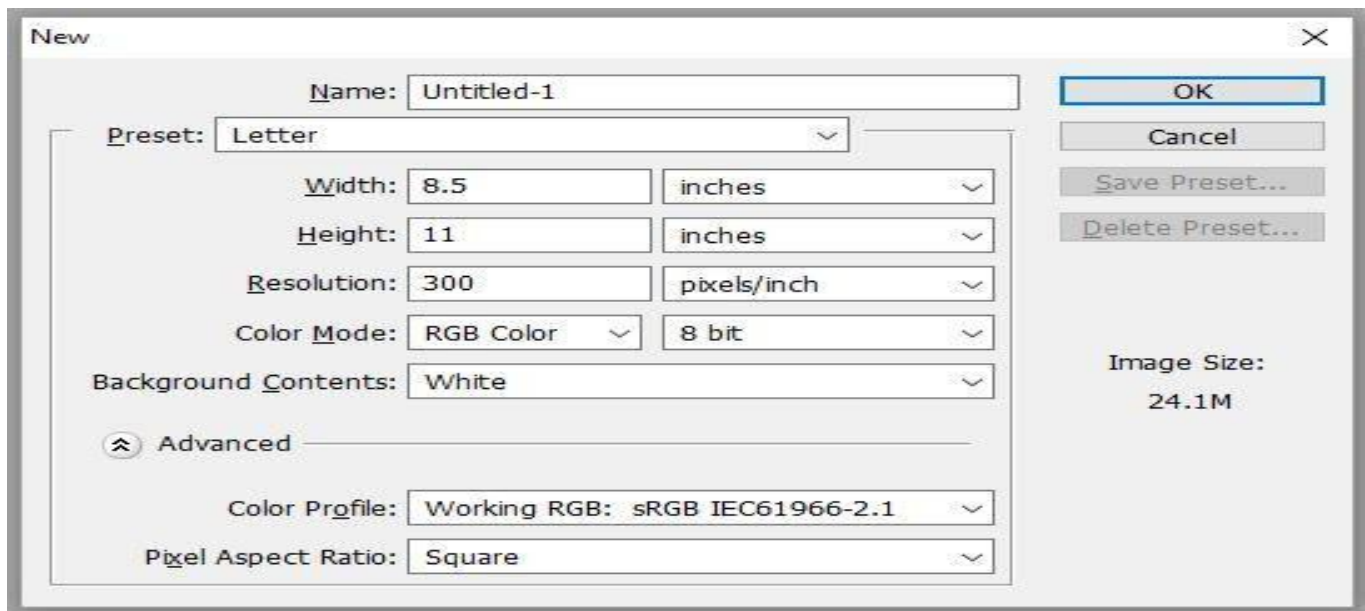 New
Name: Untitled-1
OK
Preset: Letter
Cancel
Width: 8.5 inches
Save Preset...
Height: 11 inches
Delete Preset...
Resolution: 300 pixels/inch
Color Mode: RGB Color 8 bit
Background Contents: White
Image Size:
24.1M
Advanced
Color Profile: Working RGB: sRGB IEC61966-2.1
Pixel Aspect Ratio: Square